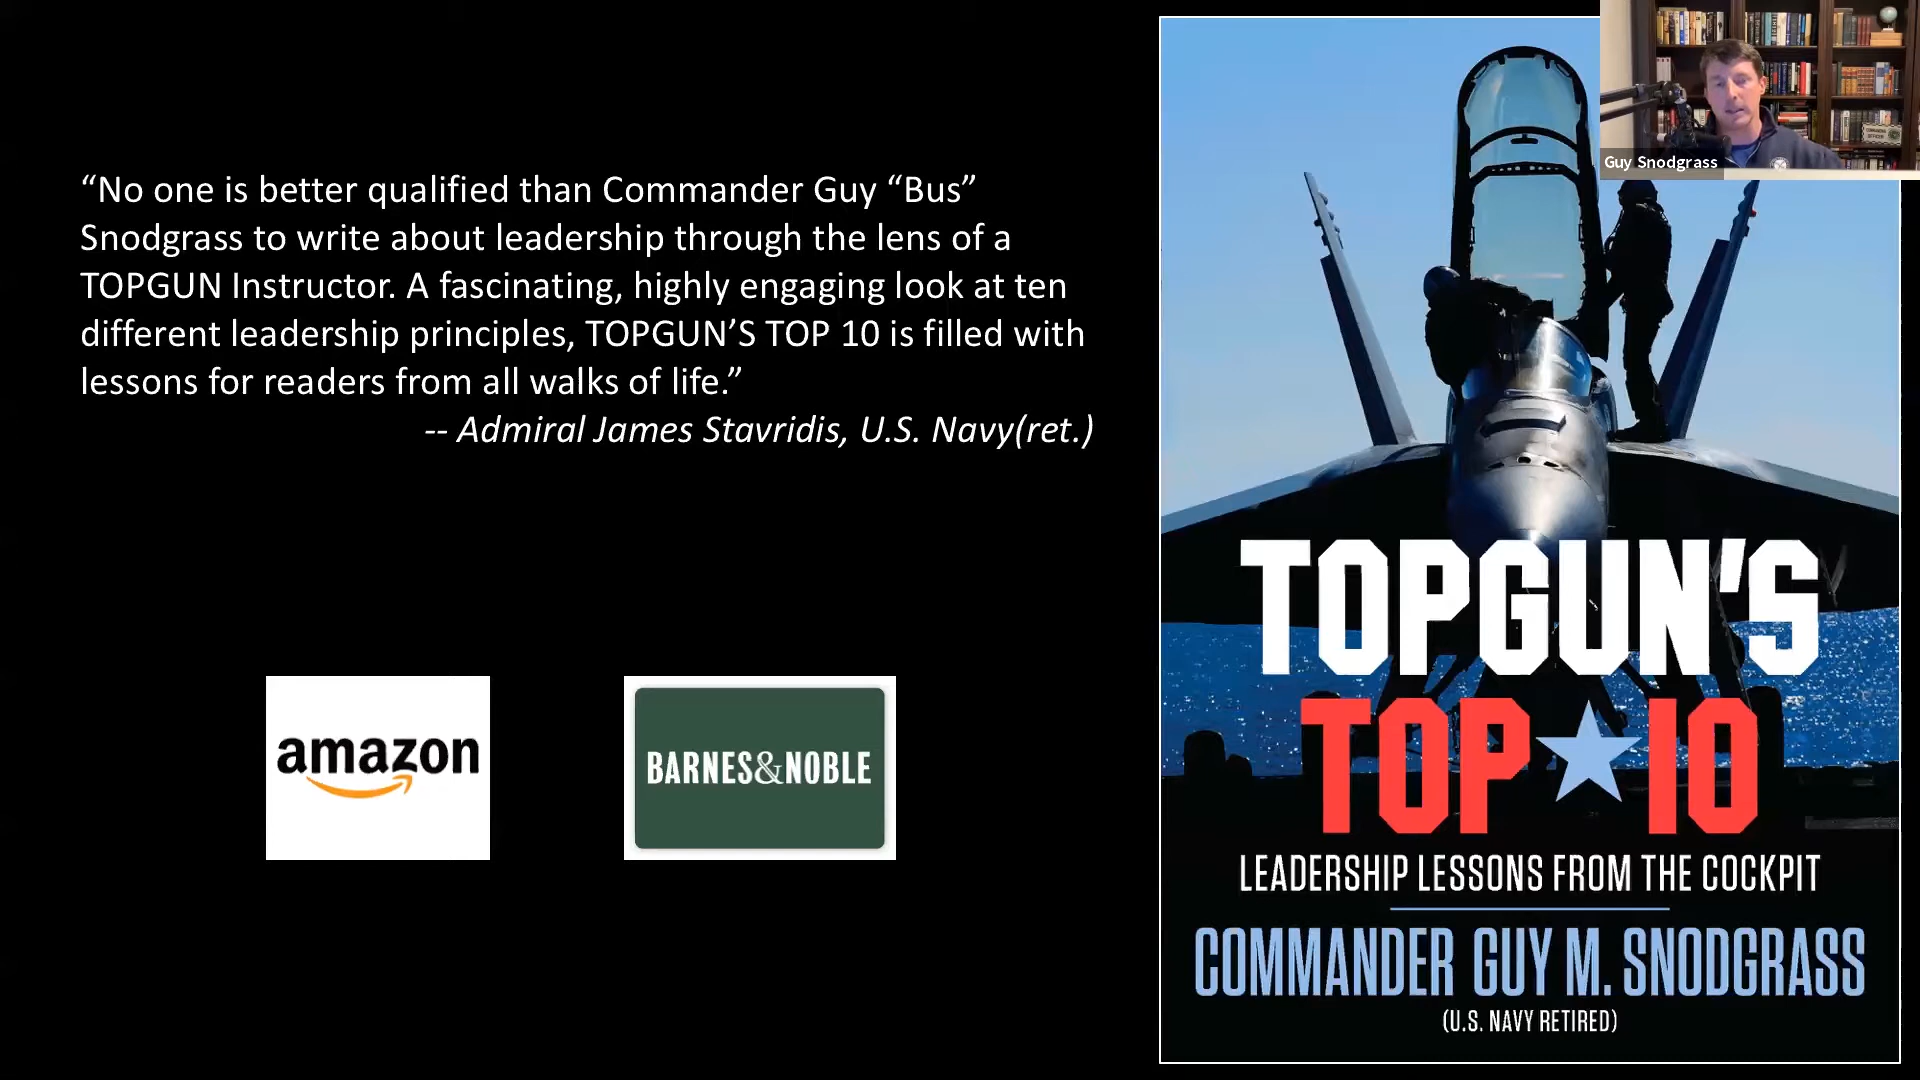 “No one is better qualified than Commander Guy “Bus”
Snodgrass to write about leadership through the lens of a
TOPGUN Instructor. A fascinating, highly engaging look at ten
different leadership principles, TOPGUN’S TOP 10 is filled with
lessons for readers from all walks of life.”
-- Admiral James Stavridis, U.S. Navy(ret.)
amazon
BARNES&NOBLE
Guy Snodgrass
TOPGUN’S
TOP 10
LEADERSHIP LESSONS FROM THE COCKPIT
COMMANDER GUY M. SNODGRASS
(U.S. NAVY RETIRED)